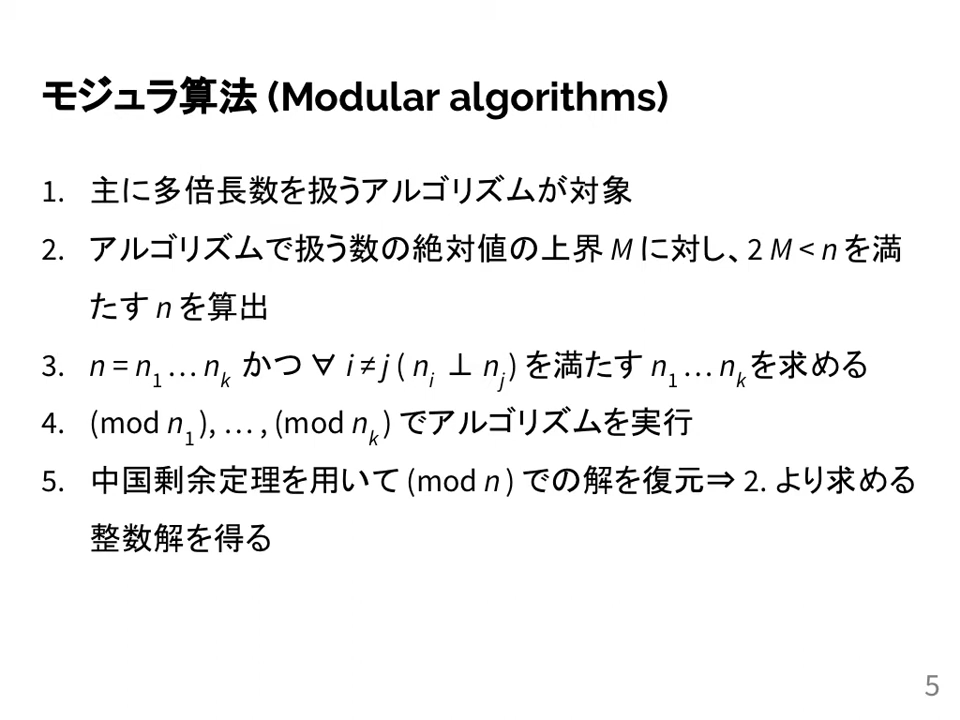 モジュラ算法 (Modular algorithms)
1. 主に多倍長数を扱うアルゴリズムが対象
2. アルゴリズムで扱う数の絶対値の上界 M に対し、2 M < n を満
たす n を算出
3. n = n₁ … nₖ かつ ∀ i ≠ j ( nᵢ ⊥ nⱼ ) を満たす n₁ … nₖ を求める
4. (mod n₁ ), … , (mod nₖ ) でアルゴリズムを実行
5. 中国剰余定理を用いて (mod n ) での解を復元⇒ 2. より求める
整数解を得る
5